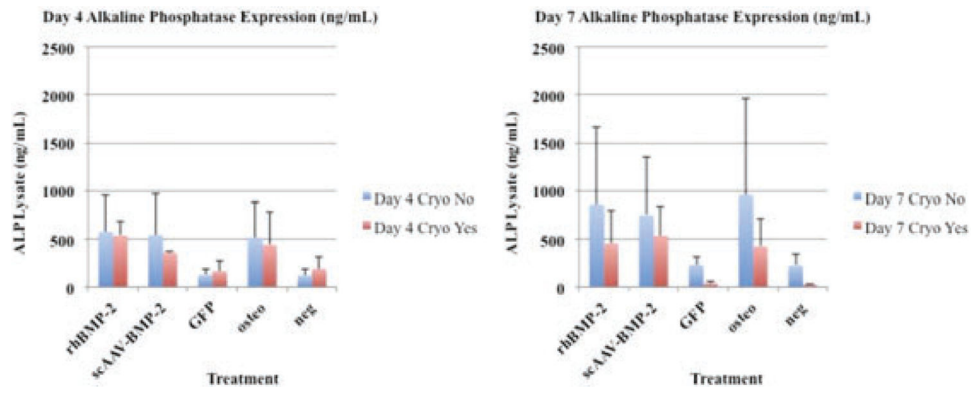 Day 4 Alkaline Phosphatase Expression (ng/mL)
2500
2000
1500
1000
500
0
ALP Lysate (ng/mL)
rhBMP-2
scAAV-BMP-2
GFP
osteo
neg
Treatment
Day 4 Cryo No
Day 4 Cryo Yes
Day 7 Alkaline Phosphatase Expression (ng/mL)
2500
2000
1500
1000
500
0
ALP Lysate (ng/mL)
rhBMP-2
scAAV-BMP-2
GFP
osteo
neg
Treatment
Day 7 Cryo No
Day 7 Cryo Yes